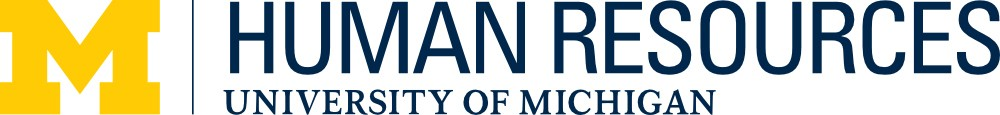 M
HUMAN RESOURCES
UNIVERSITY OF MICHIGAN